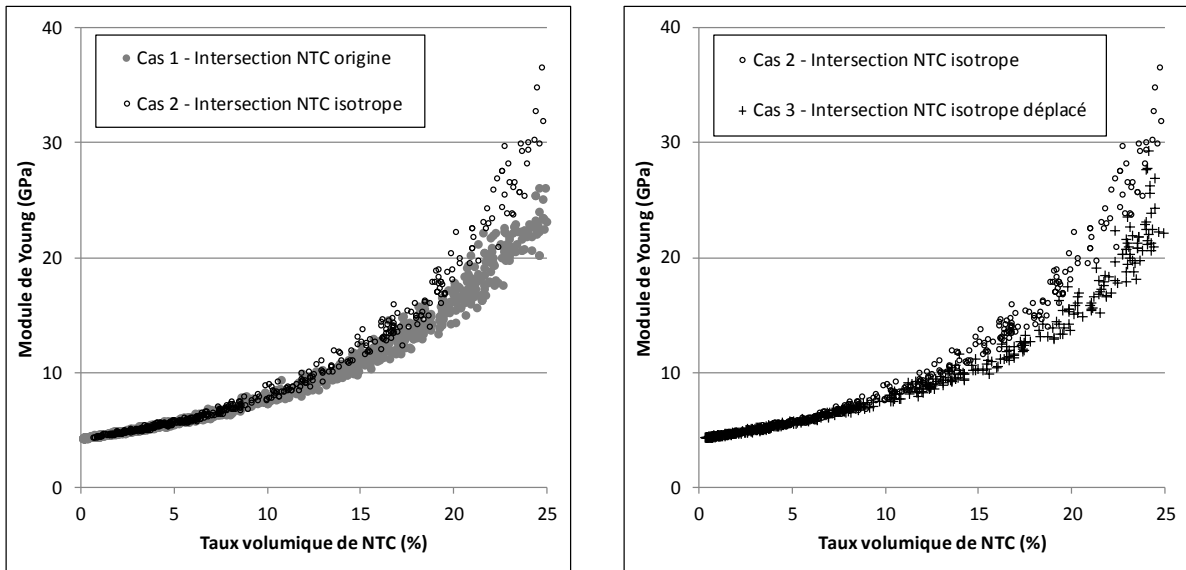 40
30
20
10
0
Module de Young (GPa)
Cas 1 - Intersection NTC origine
Cas 2 - Intersection NTC isotrope
0 5 10 15 20 25
Taux volumique de NTC (%)
40
30
20
10
0
Module de Young (GPa)
Cas 2 - Intersection NTC isotrope
Cas 3 - Intersection NTC isotrope déplacé
0 5 10 15 20 25
Taux volumique de NTC (%)